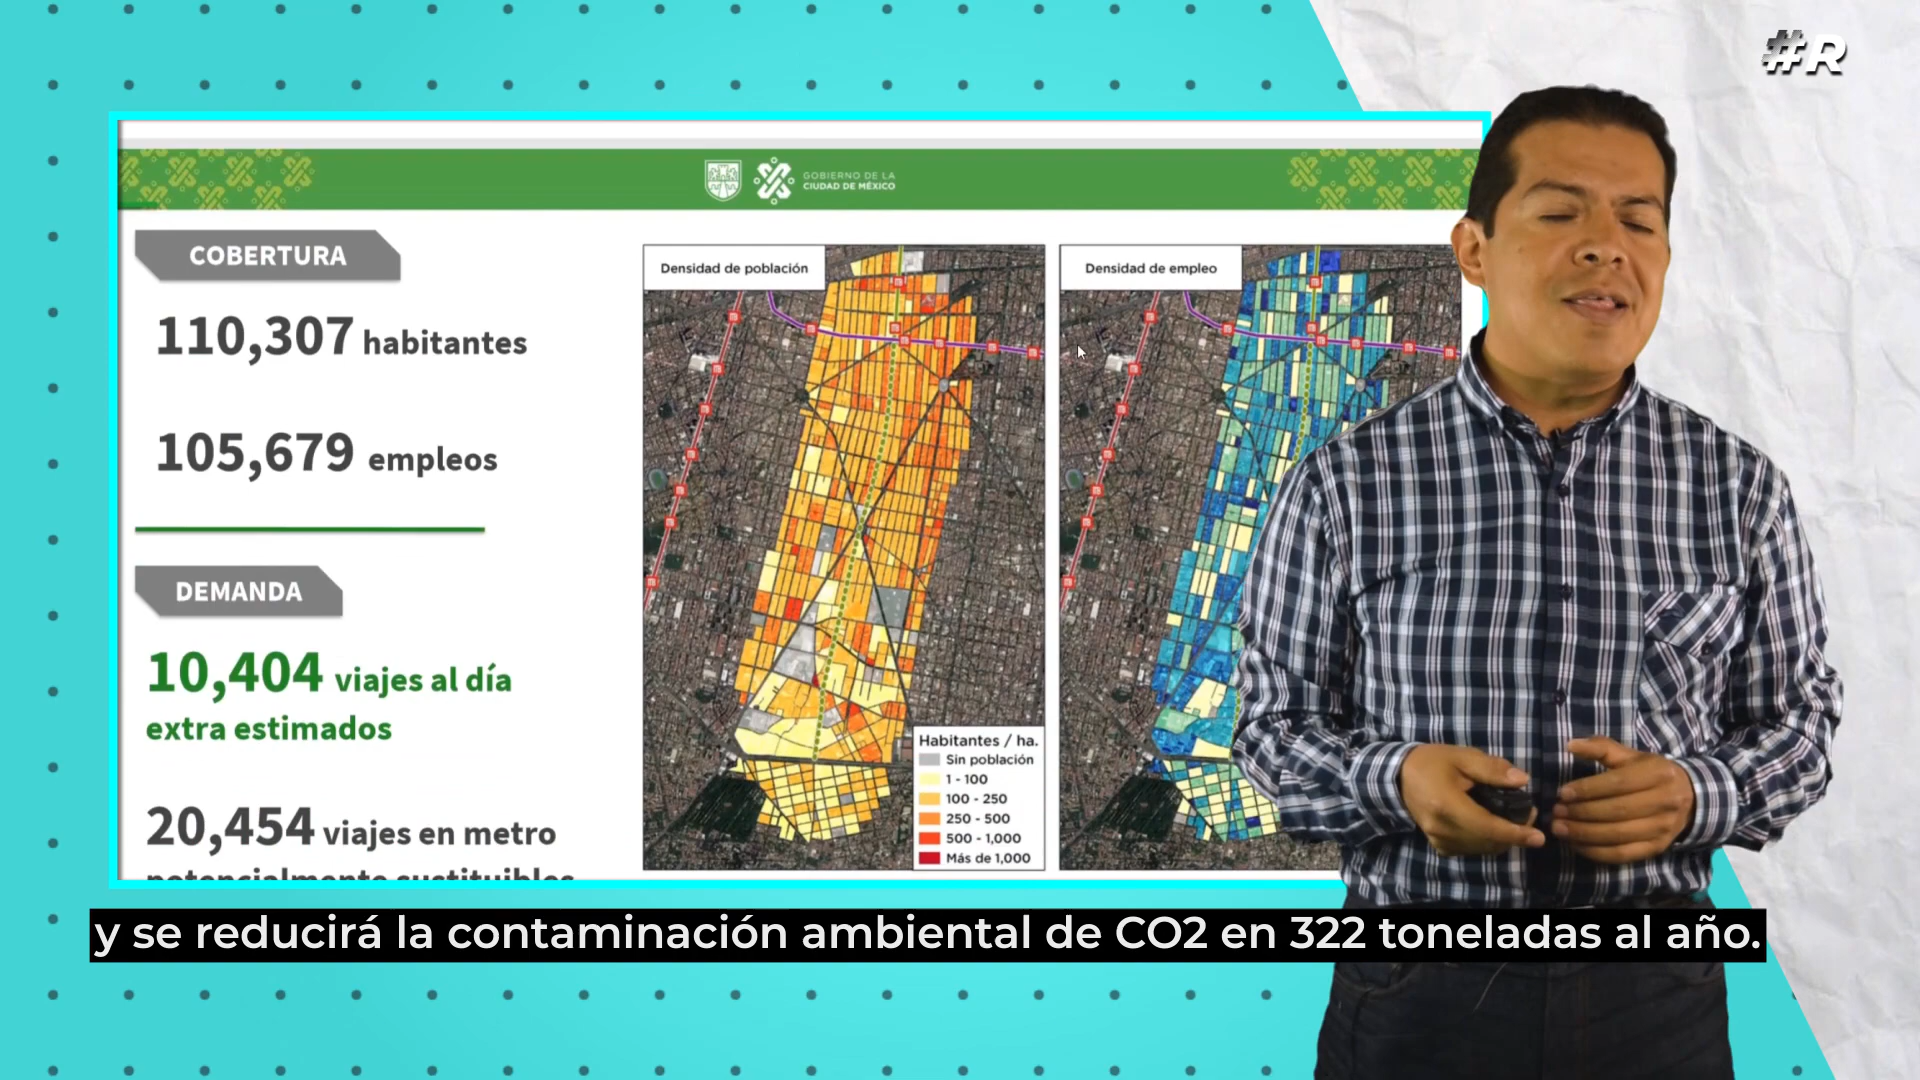 #R
GOBIERNO DE LA
CIUDAD DE MÉXICO
COBERTURA
110,307 habitantes
105,679 empleos
DEMANDA
10,404 viajes al día
extra estimados
20,454 viajes en metro
potencialmente sustituibles
Densidad de población
Habitantes / ha.
Sin población
1 - 100
100 - 250
250 - 500
500 - 1,000
Más de 1,000
Densidad de empleo
y se reducirá la contaminación ambiental de CO2 en 322 toneladas al año.